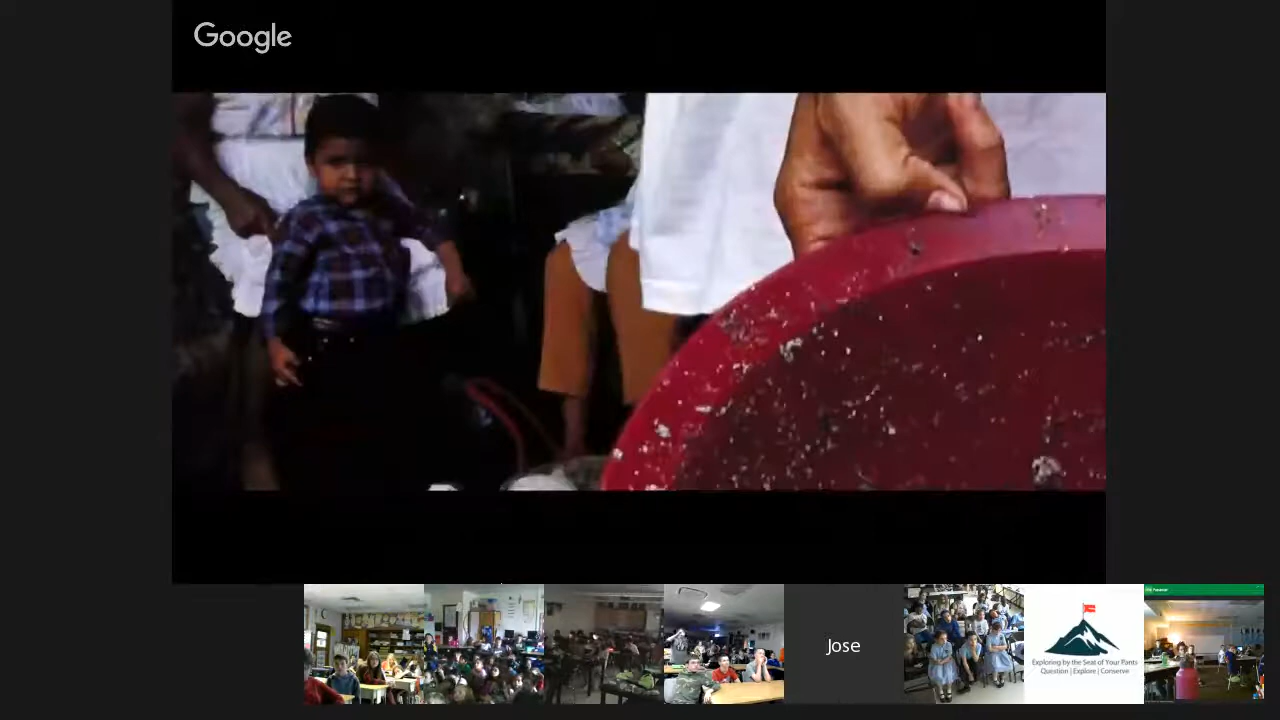 Google
Jose
Exploring by the Seat of Your Pants
Question | Explore | Conserve